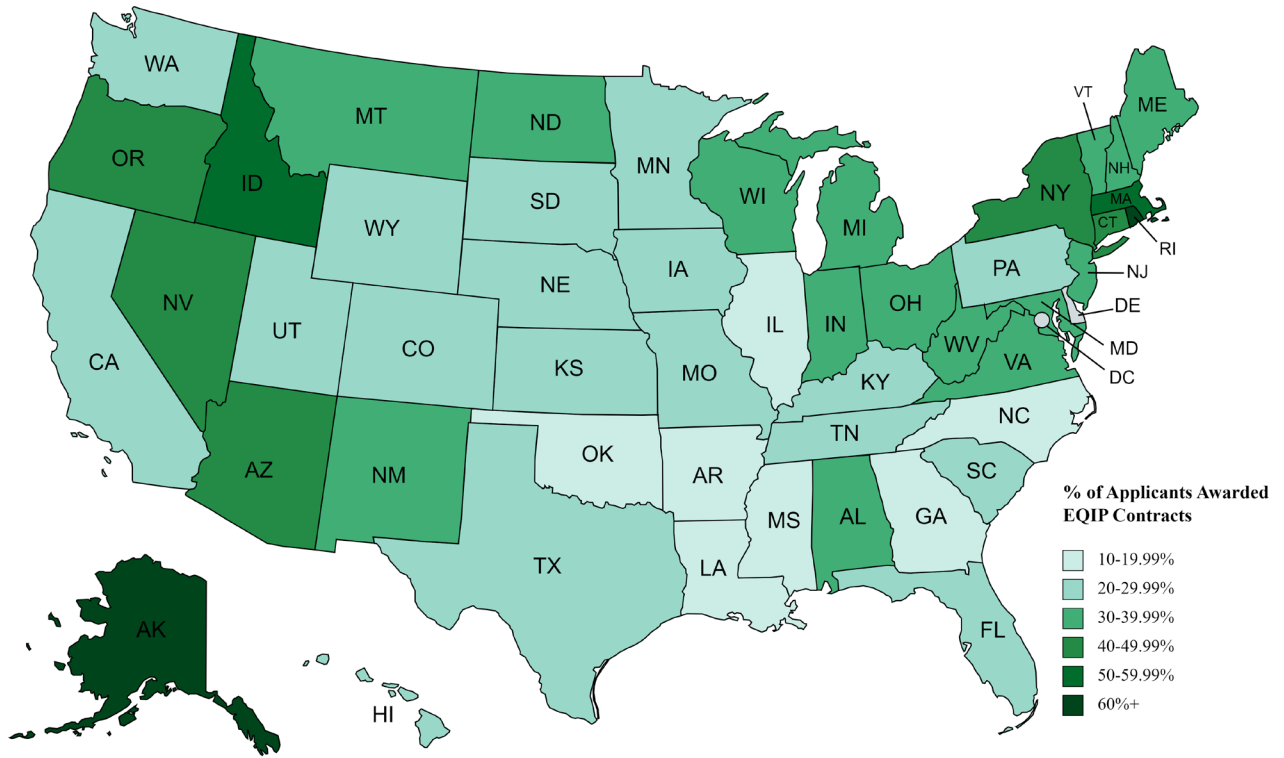 WA
MT
ND
MN
VT
ME
OR
ID
WI
NH
NY
MA
SD
MI
CT
WY
RI
IA
PA
NJ
NE
NV
OH
DE
UT
IL
IN
CO
WV
MD
CA
VA
KS
MO
KY
DC
NC
TN
OK
AZ
NM
AR
SC
MS
AL
GA
% of Applicants Awarded
EQIP Contracts
TX
LA
10-19.99%
20-29.99%
30-39.99%
AK
FL
40-49.99%
50-59.99%
HI
60%+